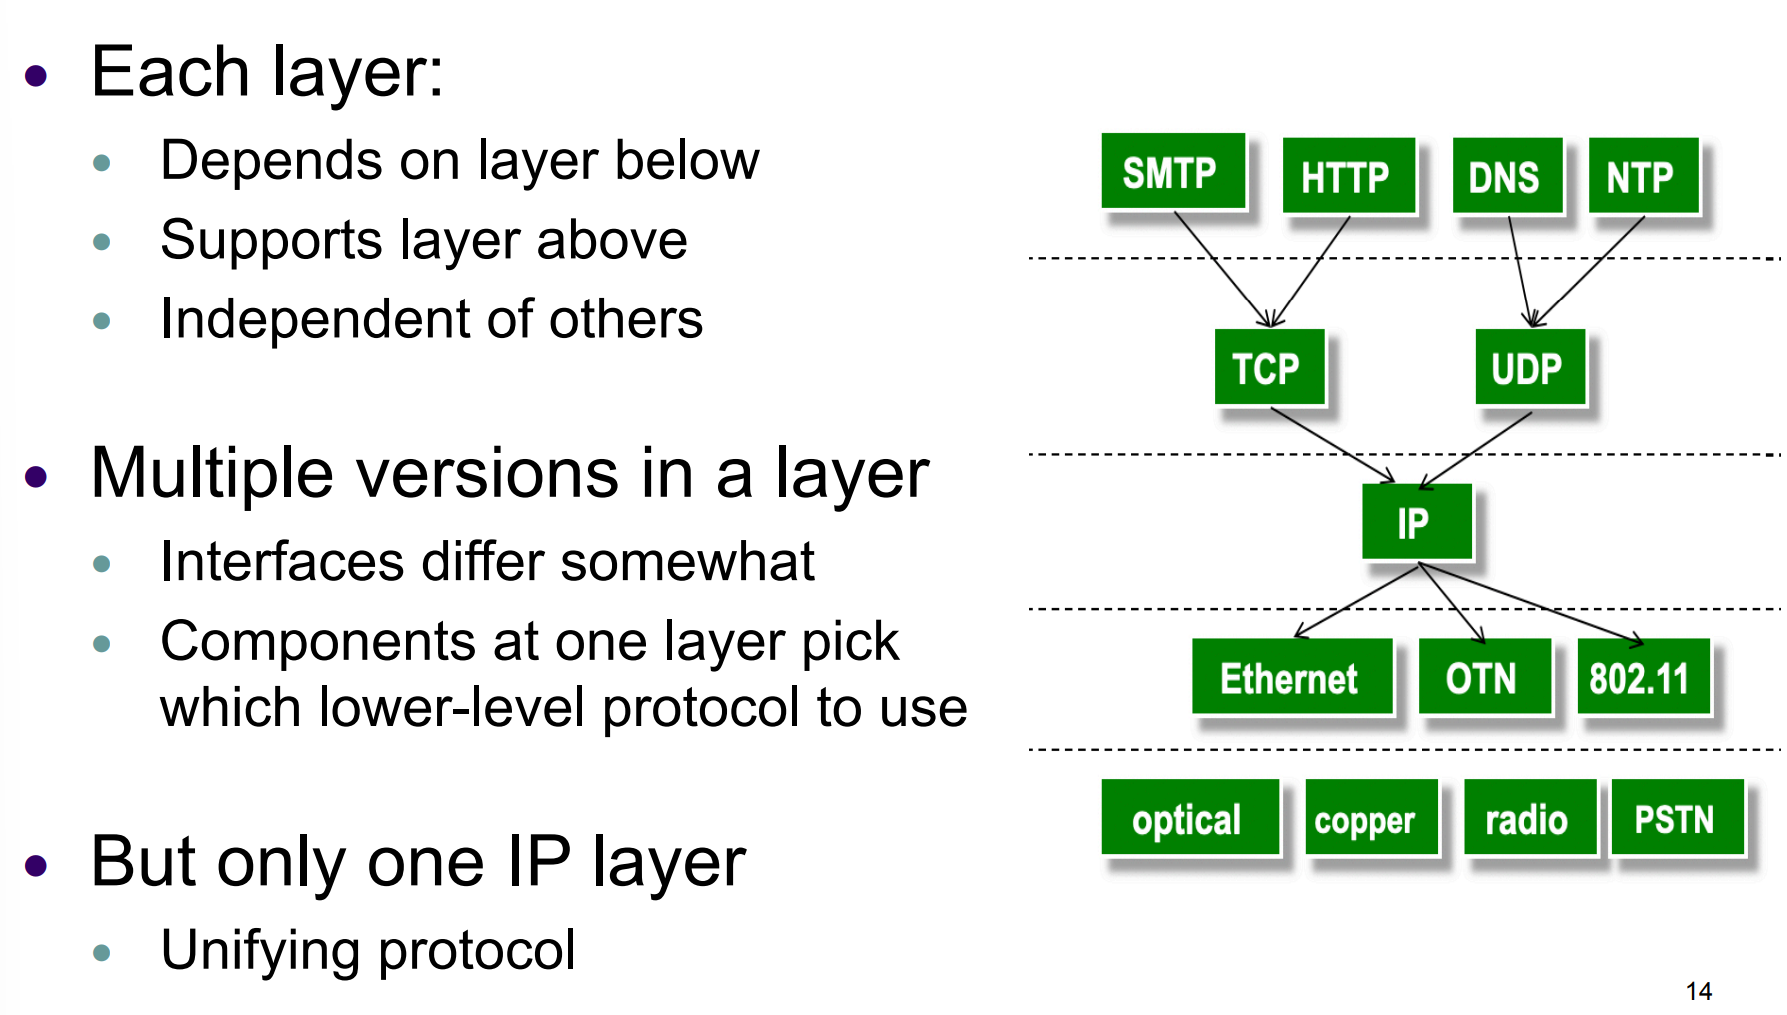 Each layer:
Depends on layer below
Supports layer above
Independent of others
Multiple versions in a layer
Interfaces differ somewhat
Components at one layer pick
which lower-level protocol to use
But only one IP layer
Unifying protocol
SMTP HTTP DNS NTP
TCP UDP
IP
Ethernet OTN 802.11
optical copper radio PSTN
14